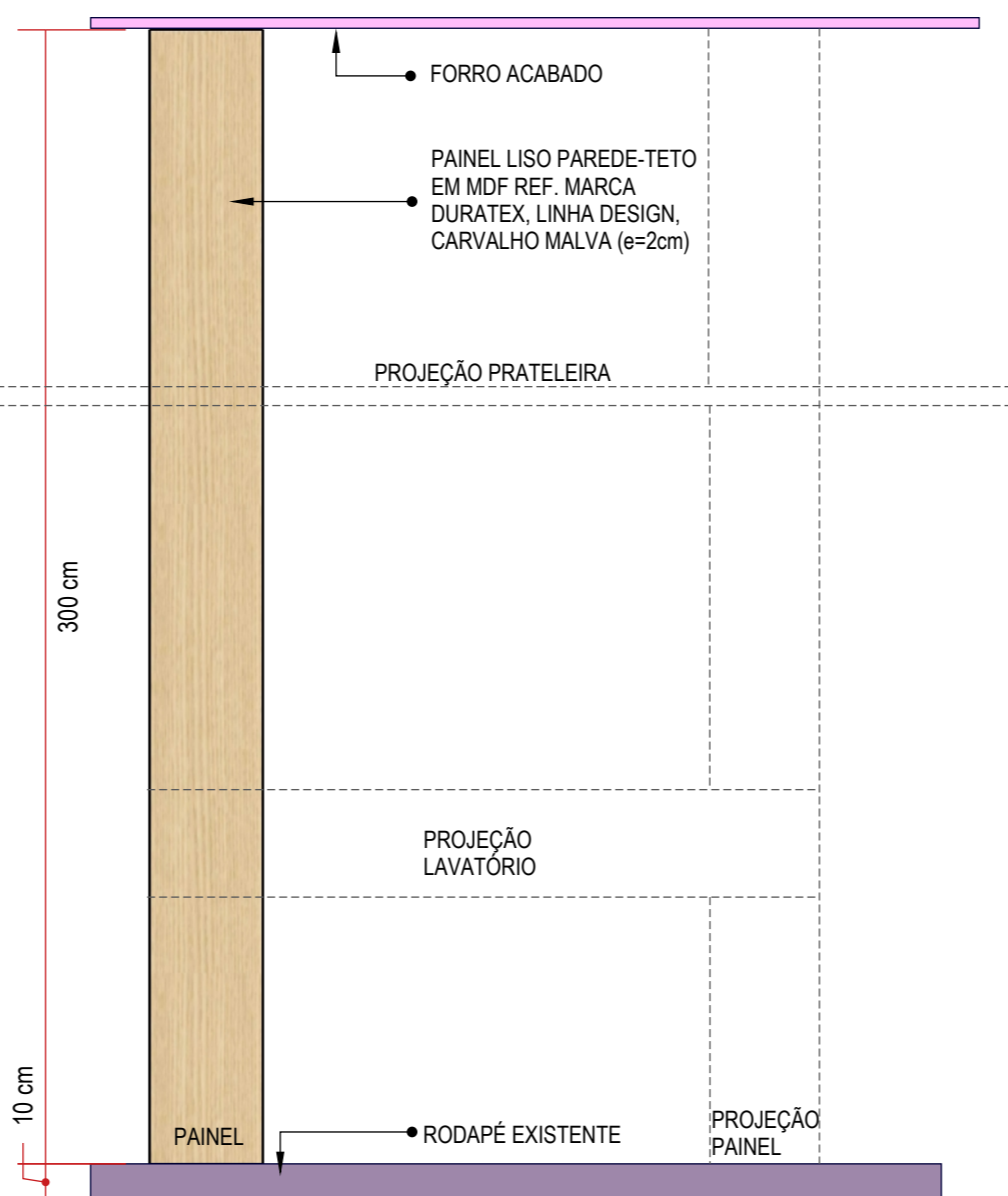 FORRO ACABADO
PAINEL LISO PAREDE-TETO
EM MDF REF. MARCA
DURATEX, LINHA DESIGN,
CARVALHO MALVA (e=2cm)
PROJEÇÃO PRATELEIRA
300 cm
PROJEÇÃO
LAVATÓRIO
10 cm
PAINEL
RODAPÉ EXISTENTE
PROJEÇÃO
PAINEL